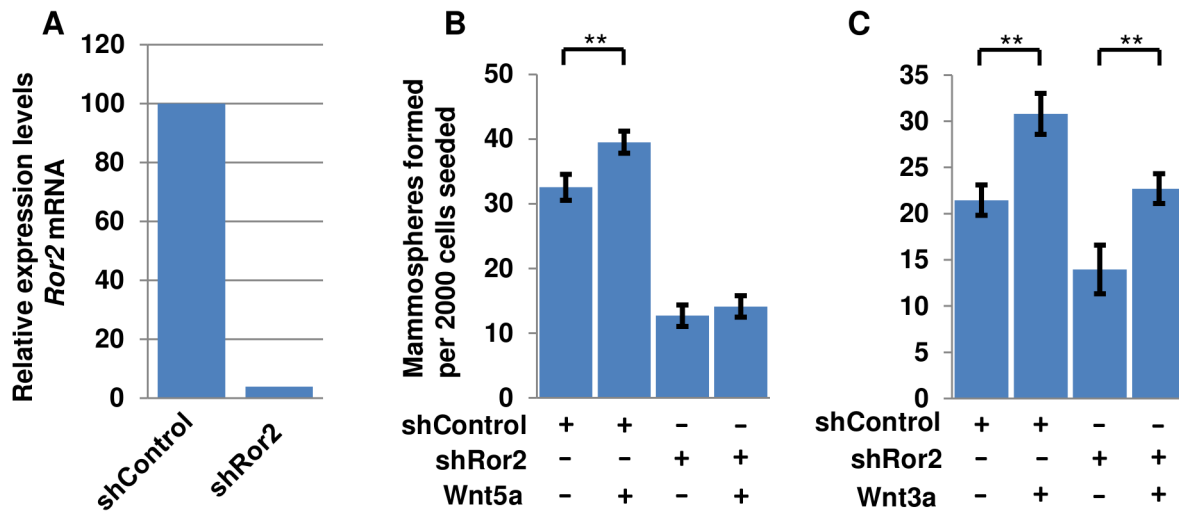 A
Relative expression levels
Ror2 mRNA
120
100
80
60
40
20
0
shControl
shRor2
B
**
Mammospheres formed
per 2000 cells seeded
50
40
30
20
10
0
shControl + + - -
shRor2 - - + +
Wnt5a - + - +
C
** **
35
30
25
20
15
10
5
0
shControl + + - -
shRor2 - - + +
Wnt3a - + - +